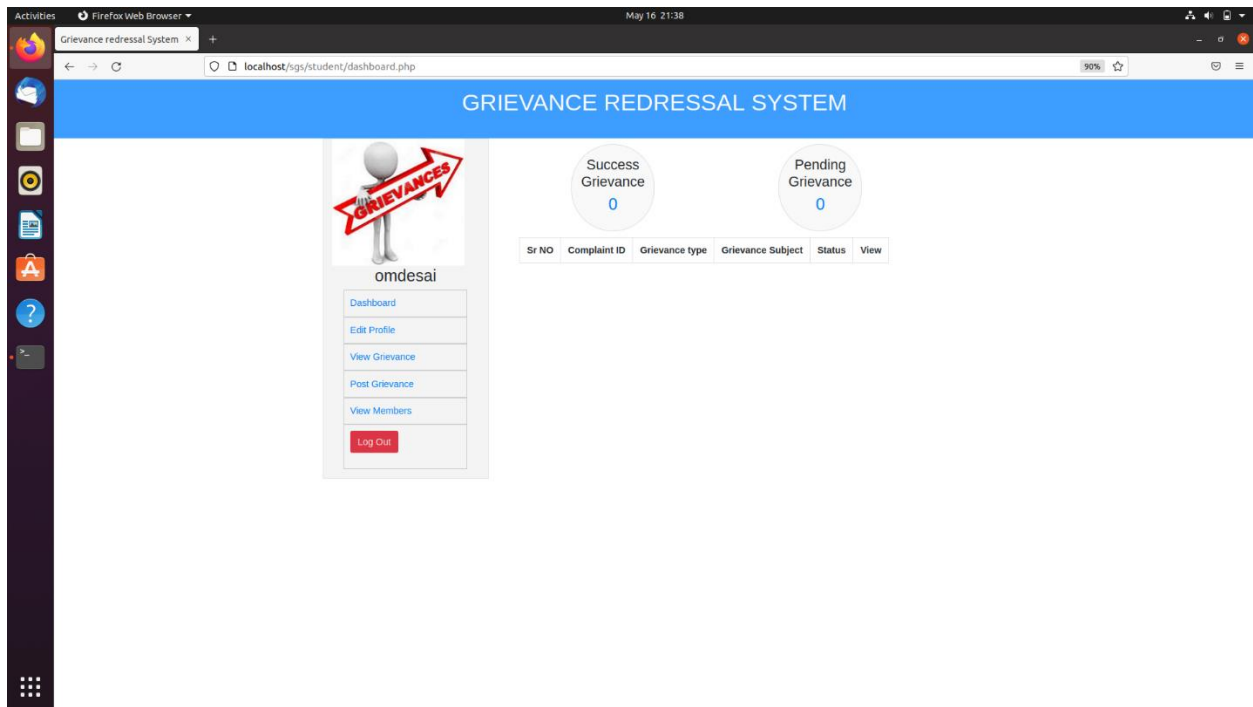 Activities Firefox Web Browser May 16 21:38
Grievance redressal System
localhost/sgs/student/dashboard.php 90%
GRIEVANCE REDRESSAL SYSTEM
GRIEVANCES
omdesai
Dashboard
Edit Profile
View Grievance
Post Grievance
View Members
Log Out
Success
Grievance
0
Pending
Grievance
0
Sr NO Complaint ID Grievance type Grievance Subject Status View